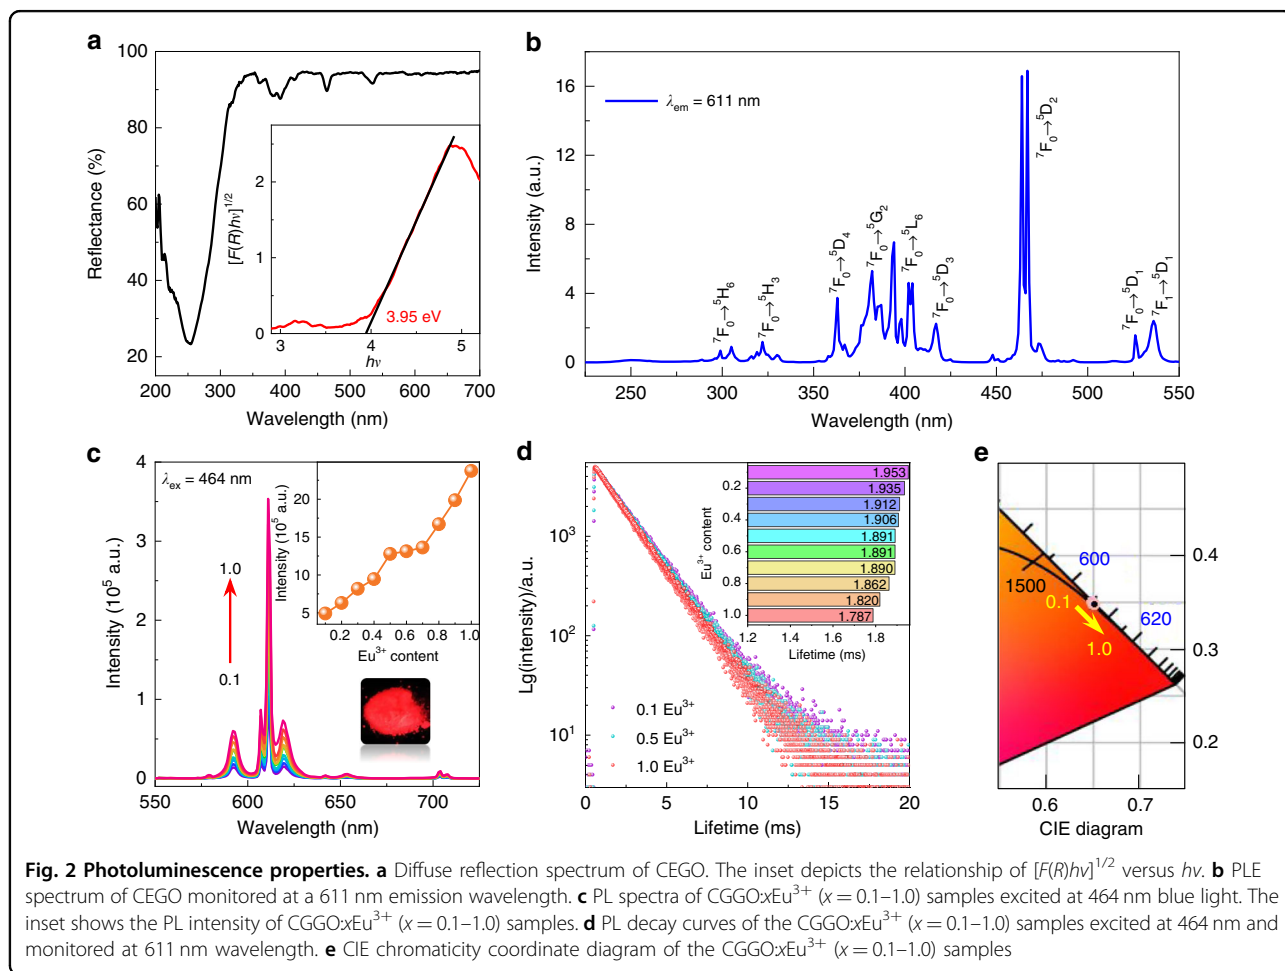 a
100
80
60
40
20
Reflectance (%)
200 300 400 500 600 700
Wavelength (nm)
[F(R)hν]1/2
2
1
0
3 4 5
hν
3.95 eV
b
λem = 611 nm
16
12
8
4
0
Intensity (a.u.)
7F0→5H6
7F0→5H3
7F0→5D4
7F0→5G2
7F0→5L6
7F0→5D3
7F0→5D2
7F0→5D1
7F1→5D1
250 300 350 400 450 500 550
Wavelength (nm)
c
λex = 464 nm
4
3
2
1
0
Intensity (10⁵ a.u.)
1.0
0.1
550 600 650 700
Wavelength (nm)
Intensity (10⁵ a.u.)
25
20
15
10
5
0.2 0.4 0.6 0.8 1.0
Eu3+ content
d
Lg(intensity)/a.u.
10³
10²
10¹
0.1 Eu3+
0.5 Eu3+
1.0 Eu3+
0 5 10 15 20
Lifetime (ms)
Eu3+ content
0.2
0.4
0.6
0.8
1.0
1.953
1.935
1.912
1.906
1.891
1.891
1.890
1.862
1.820
1.787
1.2 1.4 1.6 1.8
Lifetime (ms)
e
600
1500
0.1
620
1.0
0.4
0.3
0.2
0.6 0.7
CIE diagram
Fig. 2 Photoluminescence properties. a Diffuse reflection spectrum of CEGO. The inset depicts the relationship of [F(R)hv]1/2 versus hv. b PLE
spectrum of CEGO monitored at a 611 nm emission wavelength. c PL spectra of CGGO:xEu3+ (x = 0.1–1.0) samples excited at 464 nm blue light. The
inset shows the PL intensity of CGGO:xEu3+ (x = 0.1–1.0) samples. d PL decay curves of the CGGO:xEu3+ (x = 0.1–1.0) samples excited at 464 nm and
monitored at 611 nm wavelength. e CIE chromaticity coordinate diagram of the CGGO:xEu3+ (x = 0.1–1.0) samples